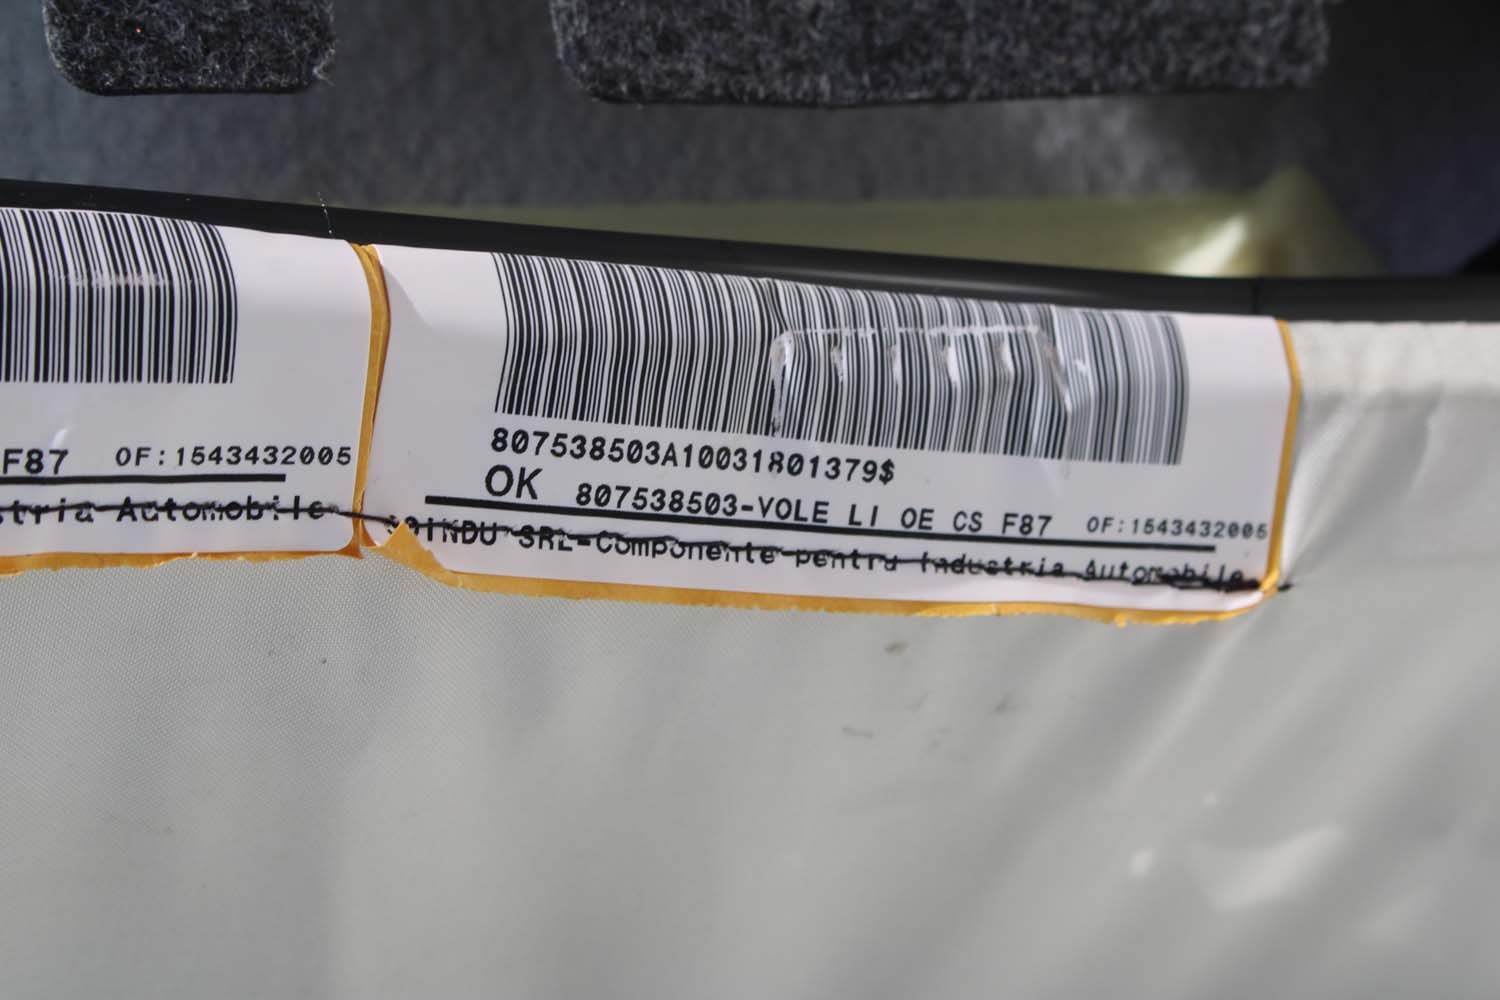 F87 OF:1543432005
stria Automobile
807538503A10031801379$
OK 807538503-VOLE LI OE CS F87 OF:1543432005
COINDU SRL-Componente pentru Industria Automobile